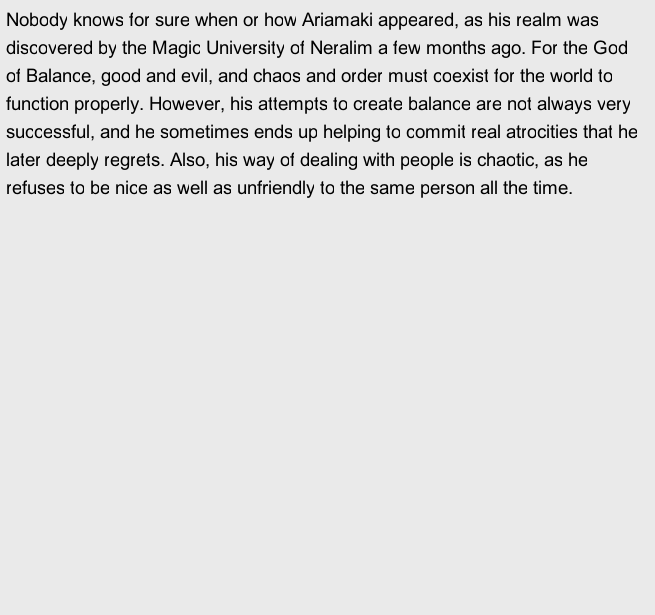 Nobody knows for sure when or how Ariamaki appeared, as his realm was
discovered by the Magic University of Neralim a few months ago. For the God
of Balance, good and evil, and chaos and order must coexist for the world to
function properly. However, his attempts to create balance are not always very
successful, and he sometimes ends up helping to commit real atrocities that he
later deeply regrets. Also, his way of dealing with people is chaotic, as he
refuses to be nice as well as unfriendly to the same person all the time.